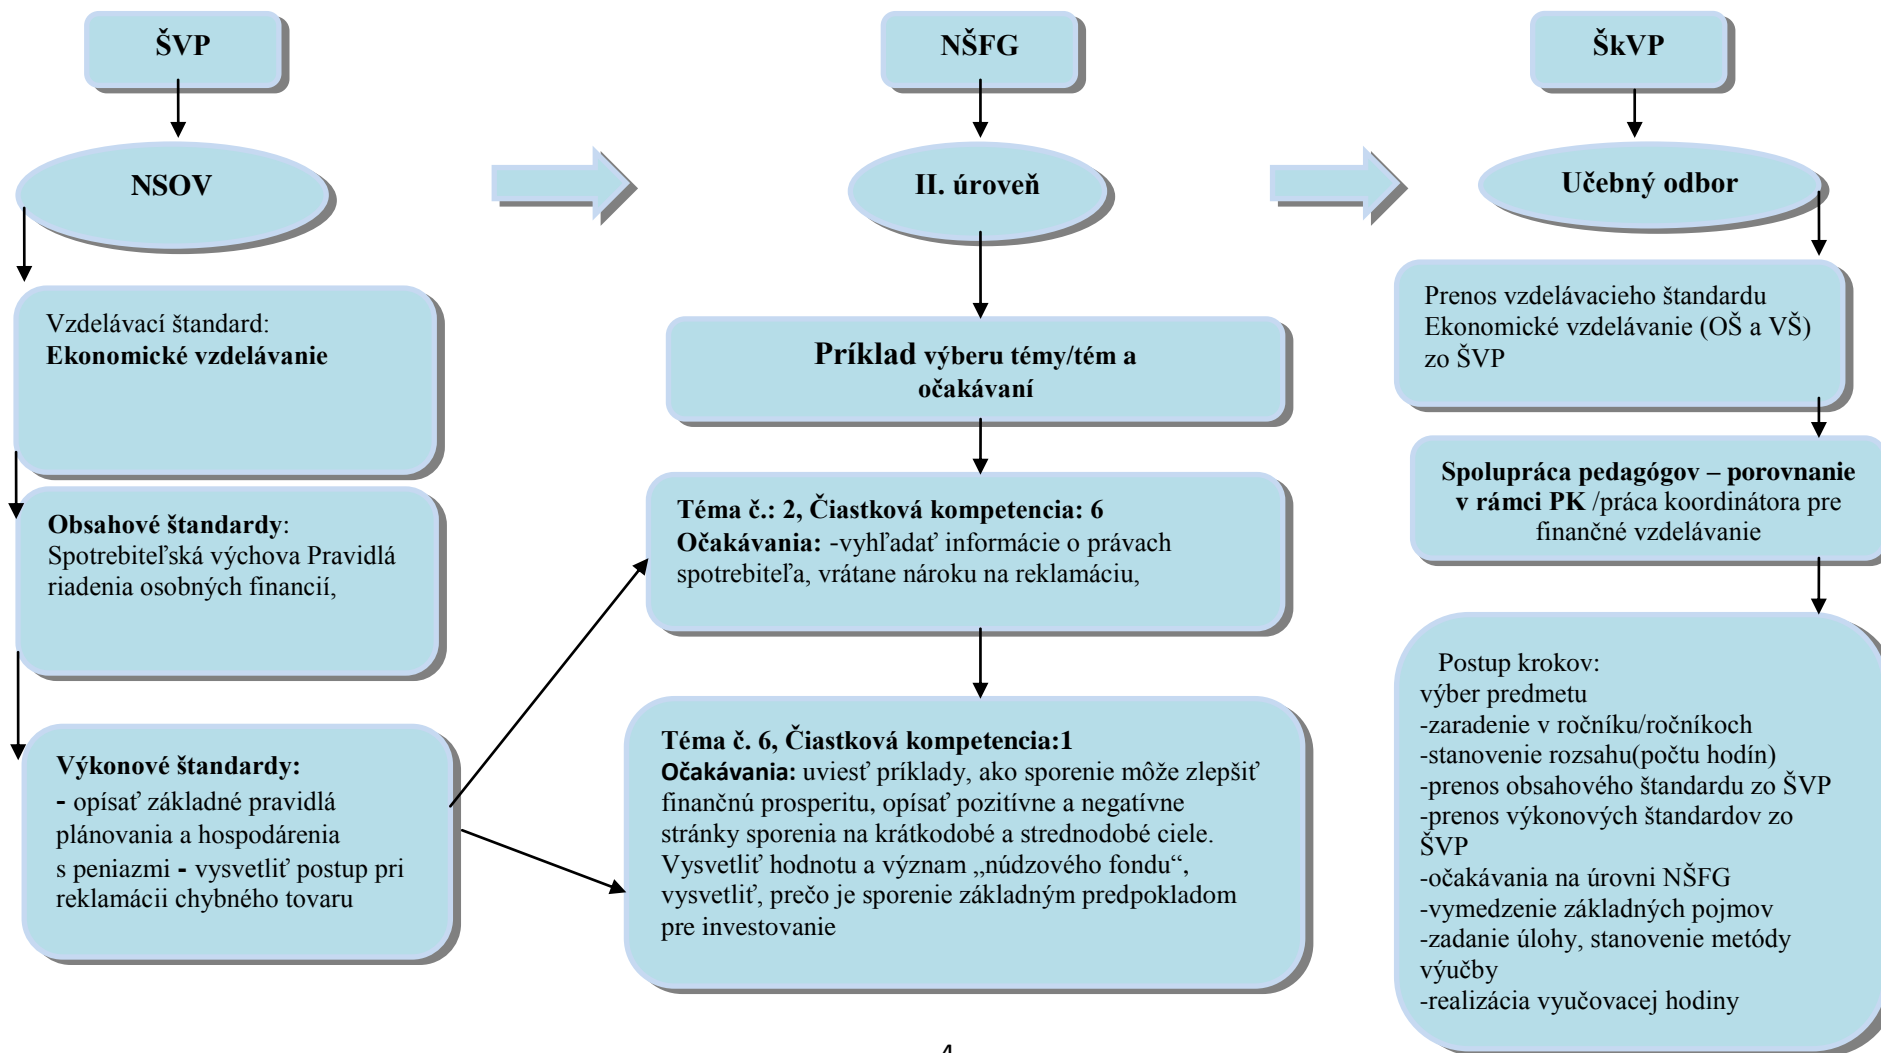 ŠVP
NSOV
Vzdelávací štandard:
Ekonomické vzdelávanie
Obsahové štandardy:
Spotrebiteľská výchova Pravidlá
riadenia osobných financií,
Výkonové štandardy:
- opísať základné pravidlá
plánovania a hospodárenia
s peniazmi - vysvetliť postup pri
reklamácii chybného tovaru
NŠFG
II. úroveň
Príklad výberu témy/tém a
očakávaní
Téma č.: 2, Čiastková kompetencia: 6
Očakávania: -vyhľadať informácie o právach
spotrebiteľa, vrátane nároku na reklamáciu,
Téma č. 6, Čiastková kompetencia:1
Očakávania: uviesť príklady, ako sporenie môže zlepšiť
finančnú prosperitu, opísať pozitívne a negatívne
stránky sporenia na krátkodobé a strednodobé ciele.
Vysvetliť hodnotu a význam „núdzového fondu“,
vysvetliť, prečo je sporenie základným predpokladom
pre investovanie
ŠkVP
Učebný odbor
Prenos vzdelávacieho štandardu
Ekonomické vzdelávanie (OŠ a VŠ)
zo ŠVP
Spolupráca pedagógov – porovnanie
v rámci PK /práca koordinátora pre
finančné vzdelávanie
Postup krokov:
výber predmetu
-zaradenie v ročníku/ročníkoch
-stanovenie rozsahu(počtu hodín)
-prenos obsahového štandardu zo ŠVP
-prenos výkonových štandardov zo
ŠVP
-očakávania na úrovni NŠFG
-vymedzenie základných pojmov
-zadanie úlohy, stanovenie metódy
výučby
-realizácia vyučovacej hodiny
4